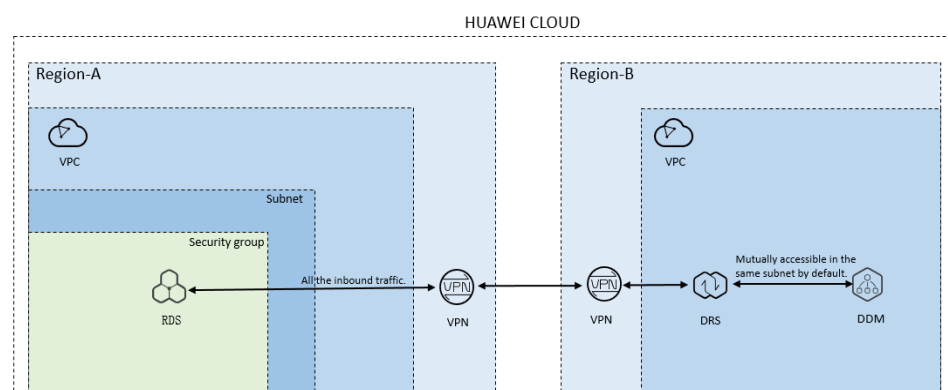 HUAWEI CLOUD
Region-A
Region-B
VPC
VPC
Subnet
Security group
All the inbound traffic.
Mutually accessible in the
same subnet by default.
VPN
VPN
RDS
VPN
VPN
DRS
DDM